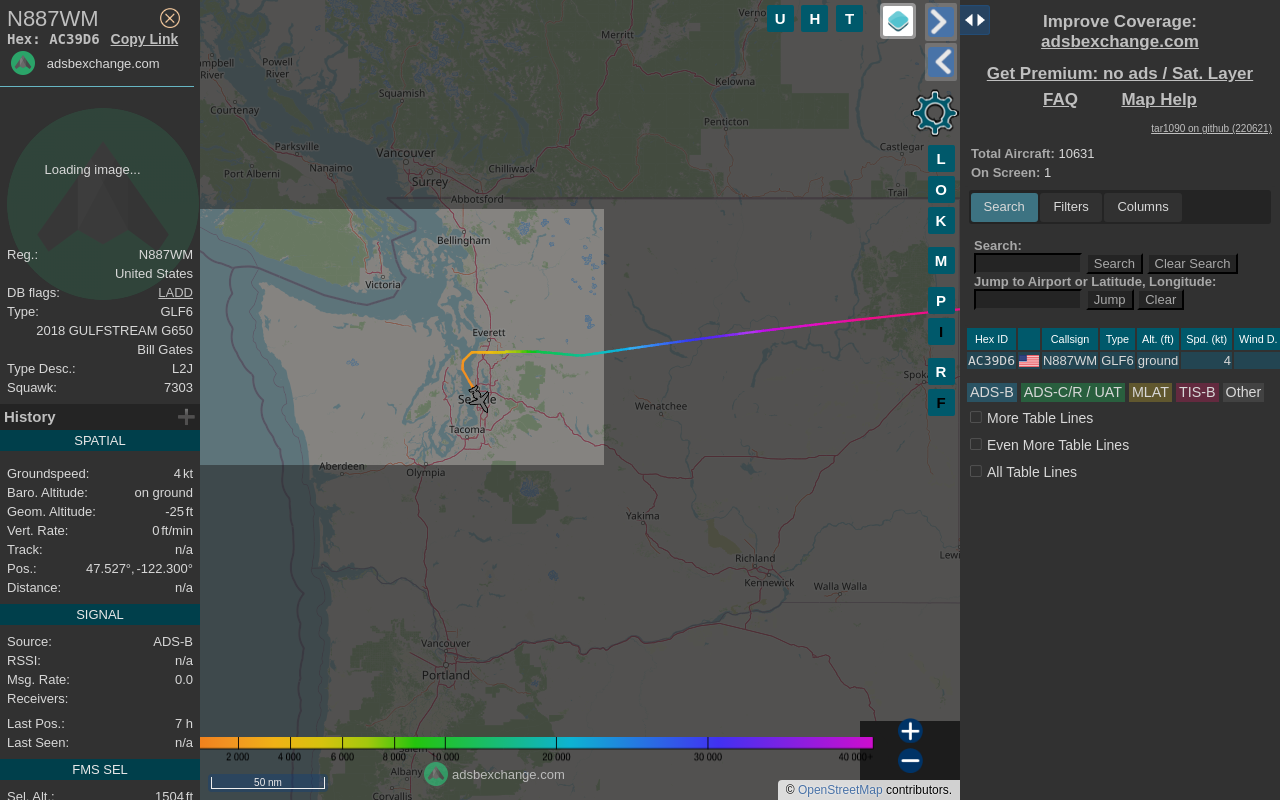 N887WM
Hex: AC39D6 Copy Link
adsbexchange.com
Loading image...
Reg.: N887WM
United States
DB flags: LADD
Type: GLF6
2018 GULFSTREAM G650
Bill Gates
Type Desc.: L2J
Squawk: 7303
History
SPATIAL
Groundspeed: 4 kt
Baro. Altitude: on ground
Geom. Altitude: -25 ft
Vert. Rate: 0 ft/min
Track: n/a
Pos.: 47.527°, -122.300°
Distance: n/a
SIGNAL
Source: ADS-B
RSSI: n/a
Msg. Rate: 0.0
Receivers:
Last Pos.: 7 h
Last Seen: n/a
FMS SEL
Sel. Alt.: 1504 ft
U H T
L
O
K
M
P
I
R
F
Merritt
Powell
River
River
Kelowna
Squamish
Courtenay
Penticton
Parksville
Vancouver
Castlegar
Port Alberni
Nanaimo
Chilliwack
Surrey
Trail
Abbotsford
Bellingham
Victoria
Everett
Wenatchee
Tacoma
Aberdeen
Olympia
Yakima
Richland
Kennewick
Walla Walla
Vancouver
Portland
Albany
Corvallis
2 000 4 000 6 000 8 000 10 000 20 000 30 000 40 000+
adsbexchange.com
50 nm
© OpenStreetMap contributors.
Improve Coverage:
adsbexchange.com
Get Premium: no ads / Sat. Layer
FAQ Map Help
tar1090 on github (220621)
Total Aircraft: 10631
On Screen: 1
Search Filters Columns
Search:
Search Clear Search
Jump to Airport or Latitude, Longitude:
Jump Clear
Hex ID Callsign Type Alt. (ft) Spd. (kt) Wind D.
AC39D6 N887WM GLF6 ground 4
ADS-B ADS-C/R / UAT MLAT TIS-B Other
More Table Lines
Even More Table Lines
All Table Lines